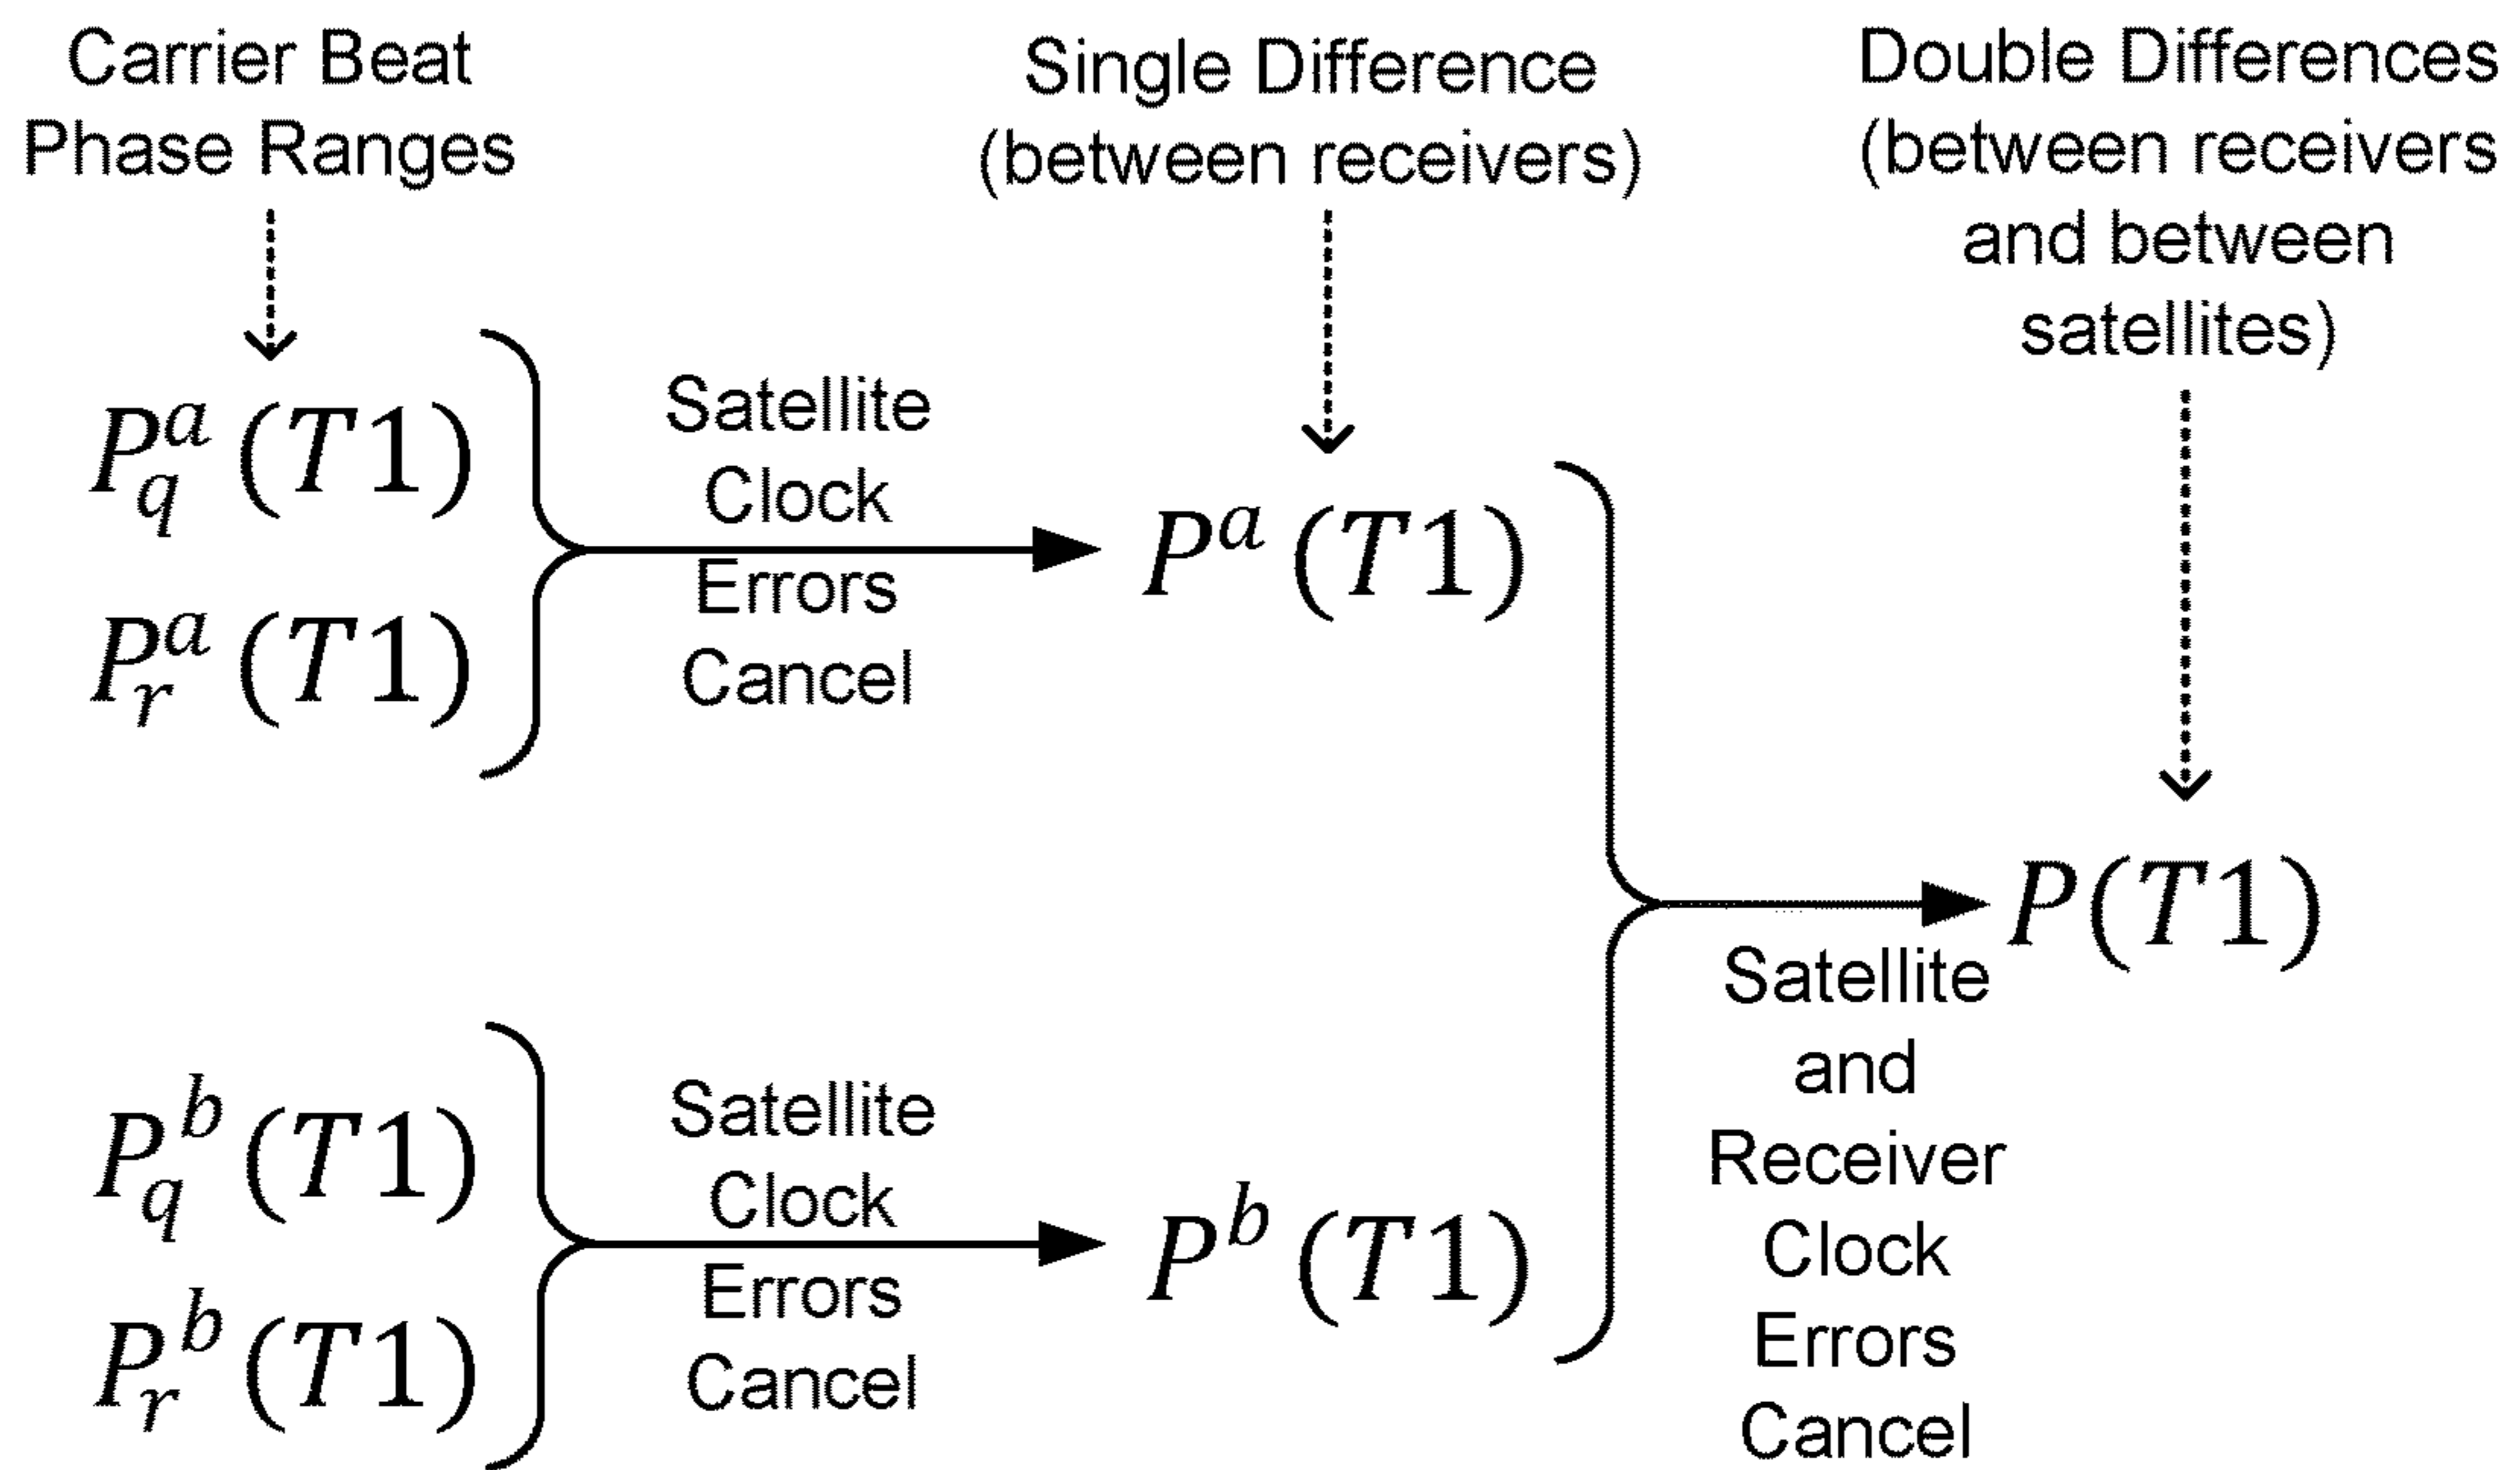 Carrier Beat
Phase Ranges
Single Difference
(between receivers)
Double Differences
(between receivers
and between
satellites)
P_q^a(T1)
P_r^a(T1)
Satellite
Clock
Errors
Cancel
P^a(T1)
P_q^b(T1)
P_r^b(T1)
Satellite
Clock
Errors
Cancel
P^b(T1)
P(T1)
Satellite
and
Receiver
Clock
Errors
Cancel